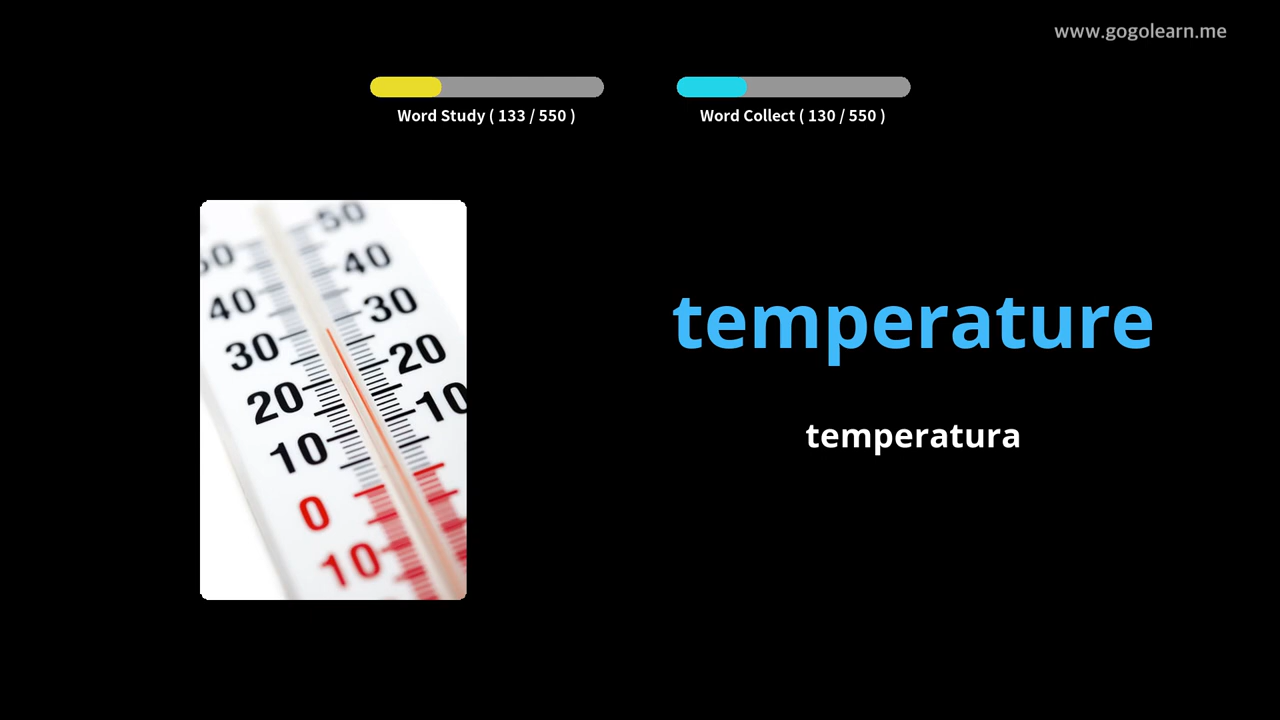 www.gogolearn.me
Word Study ( 133 / 550 )
Word Collect ( 130 / 550 )
50
40 40
30 30
20 20
10 10
0
10
temperature
temperatura